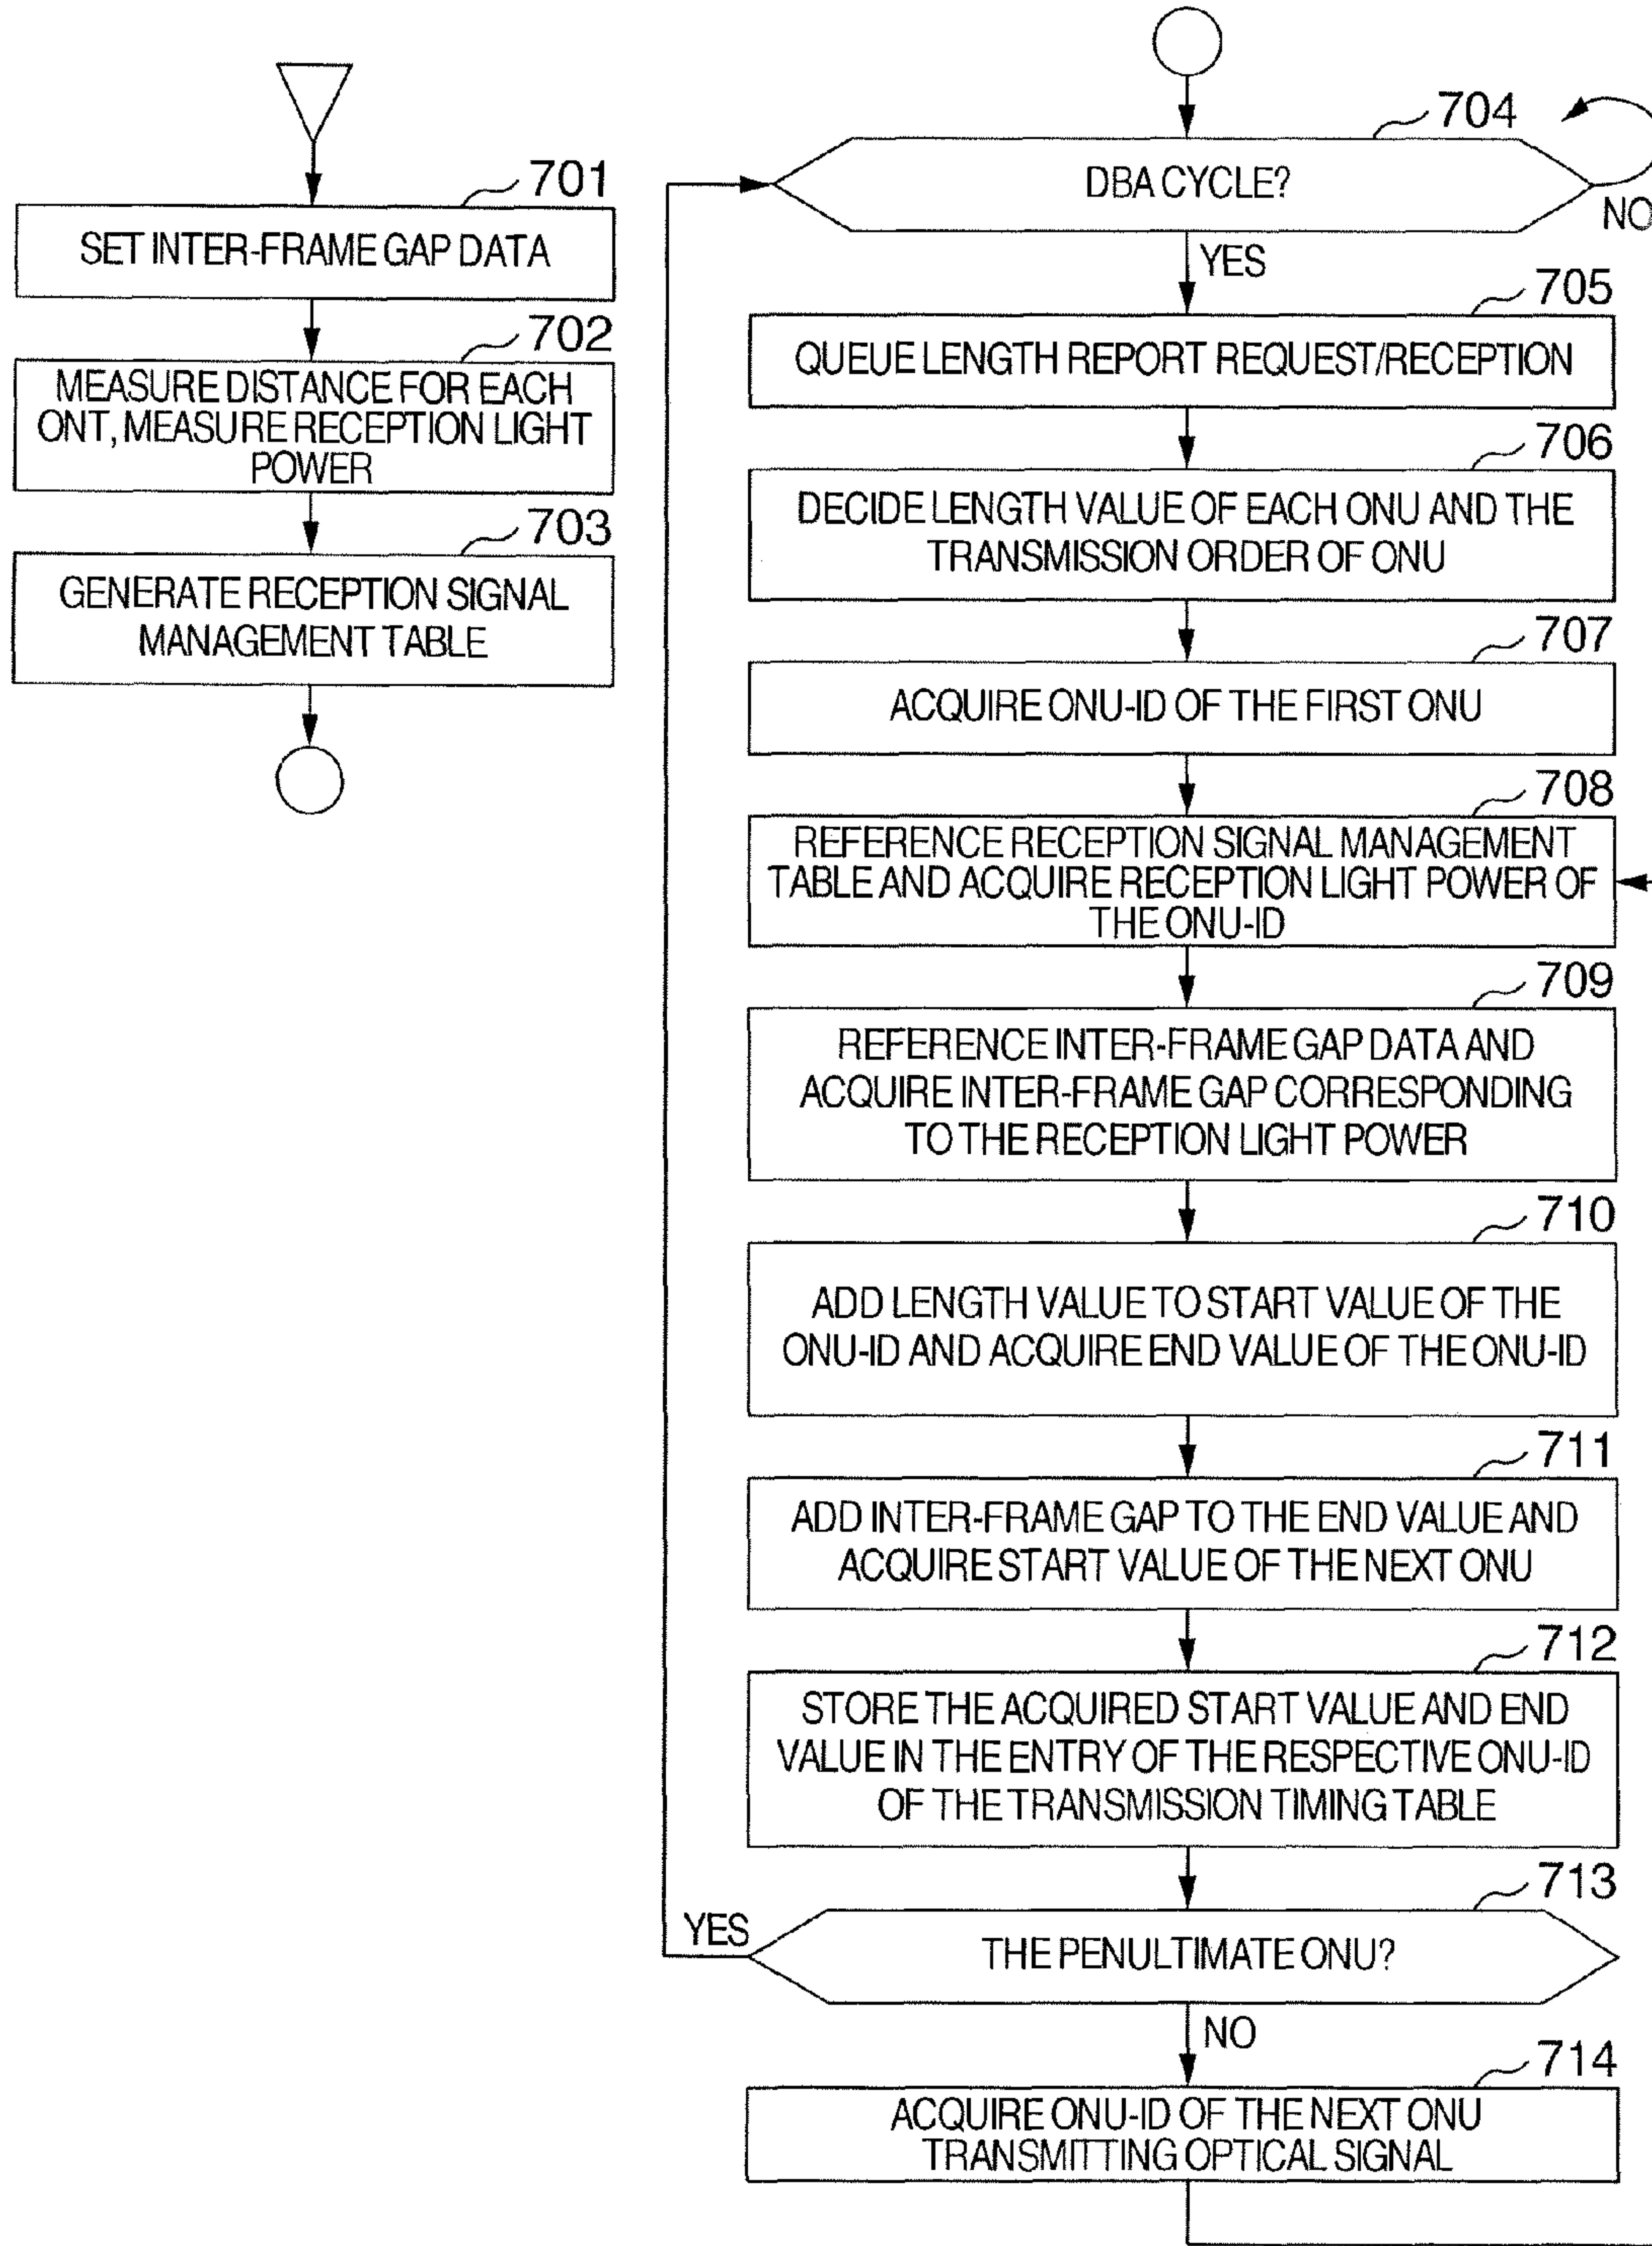 701
SET INTER-FRAME GAP DATA
702
MEASURE DISTANCE FOR EACH
ONT, MEASURE RECEPTION LIGHT
POWER
703
GENERATE RECEPTION SIGNAL
MANAGEMENT TABLE
704
DBA CYCLE?
NO
YES
705
QUEUE LENGTH REPORT REQUEST/RECEPTION
706
DECIDE LENGTH VALUE OF EACH ONU AND THE
TRANSMISSION ORDER OF ONU
707
ACQUIRE ONU-ID OF THE FIRST ONU
708
REFERENCE RECEPTION SIGNAL MANAGEMENT
TABLE AND ACQUIRE RECEPTION LIGHT POWER OF
THE ONU-ID
709
REFERENCE INTER-FRAME GAP DATA AND
ACQUIRE INTER-FRAME GAP CORRESPONDING
TO THE RECEPTION LIGHT POWER
710
ADD LENGTH VALUE TO START VALUE OF THE
ONU-ID AND ACQUIRE END VALUE OF THE ONU-ID
711
ADD INTER-FRAME GAP TO THE END VALUE AND
ACQUIRE START VALUE OF THE NEXT ONU
712
STORE THE ACQUIRED START VALUE AND END
VALUE IN THE ENTRY OF THE RESPECTIVE ONU-ID
OF THE TRANSMISSION TIMING TABLE
713
YES
THE PENULTIMATE ONU?
NO
714
ACQUIRE ONU-ID OF THE NEXT ONU
TRANSMITTING OPTICAL SIGNAL